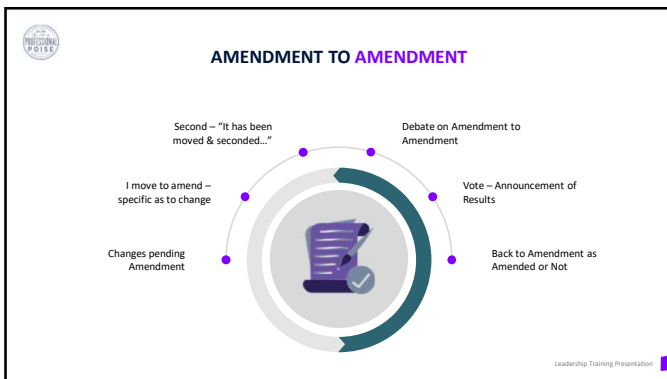 PROFESSIONAL
POISE
AMENDMENT TO AMENDMENT
Changes pending
Amendment
I move to amend –
specific as to change
Second – “It has been
moved & seconded…”
Debate on Amendment to
Amendment
Vote – Announcement of
Results
Back to Amendment as
Amended or Not
Leadership Training Presentation